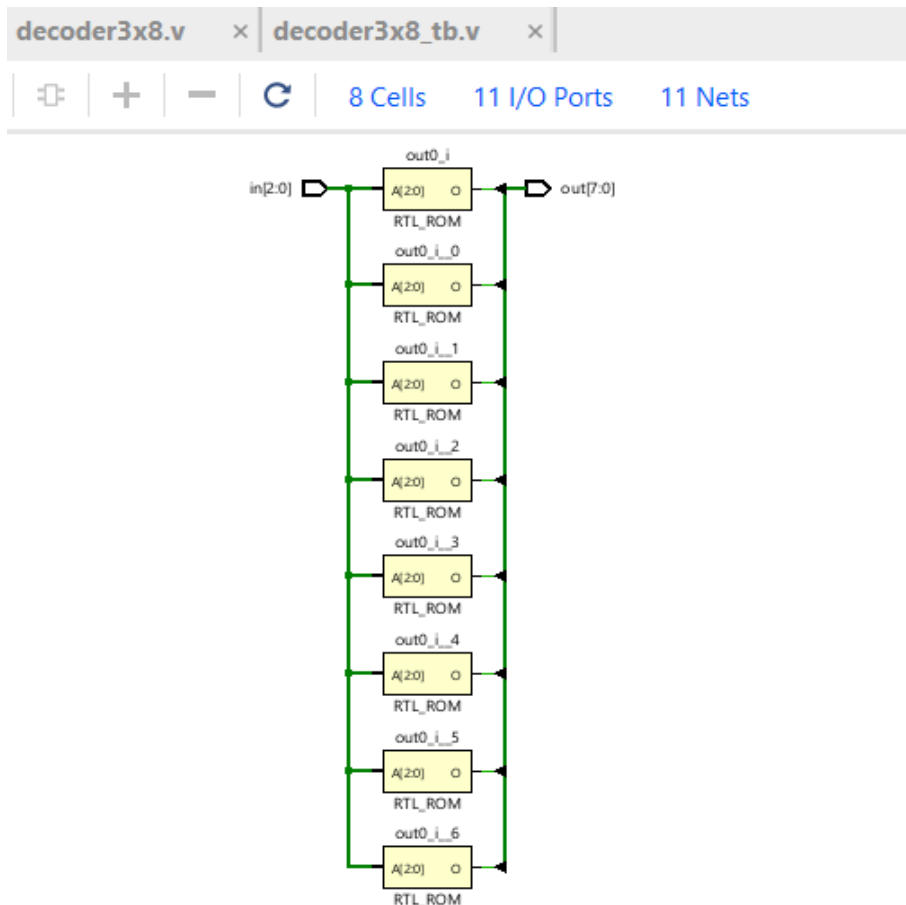 decoder3x8.v × decoder3x8_tb.v ×
8 Cells 11 I/O Ports 11 Nets
out0_i
in[2:0] A[2:0] O out[7:0]
RTL_ROM
out0_i__0
A[2:0] O
RTL_ROM
out0_i__1
A[2:0] O
RTL_ROM
out0_i__2
A[2:0] O
RTL_ROM
out0_i__3
A[2:0] O
RTL_ROM
out0_i__4
A[2:0] O
RTL_ROM
out0_i__5
A[2:0] O
RTL_ROM
out0_i__6
A[2:0] O
RTL_ROM